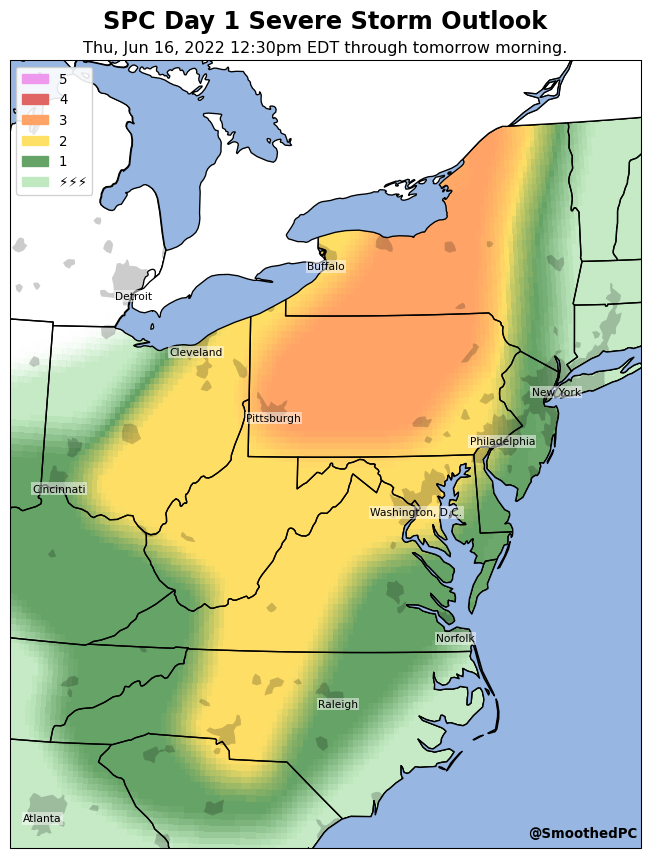 SPC Day 1 Severe Storm Outlook
Thu, Jun 16, 2022 12:30pm EDT through tomorrow morning.
5
4
3
2
1
⚡⚡⚡
Buffalo
Detroit
Cleveland
New York
Pittsburgh
Philadelphia
Cincinnati
Washington, D.C.
Norfolk
Raleigh
Atlanta
@SmoothedPC